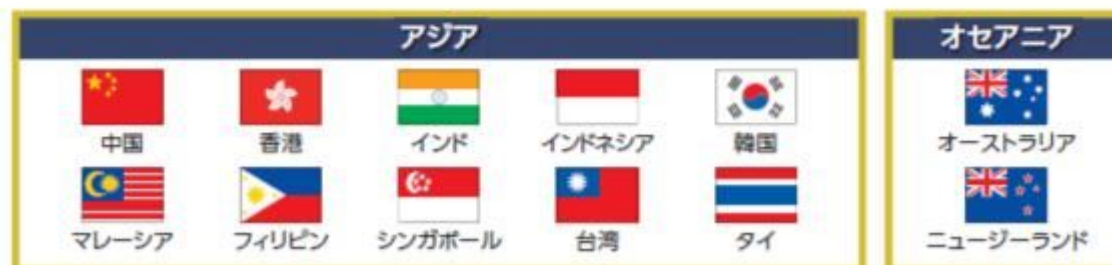 アジア
中国 香港 インド インドネシア 韓国
マレーシア フィリピン シンガポール 台湾 タイ
オセアニア
オーストラリア
ニュージーランド